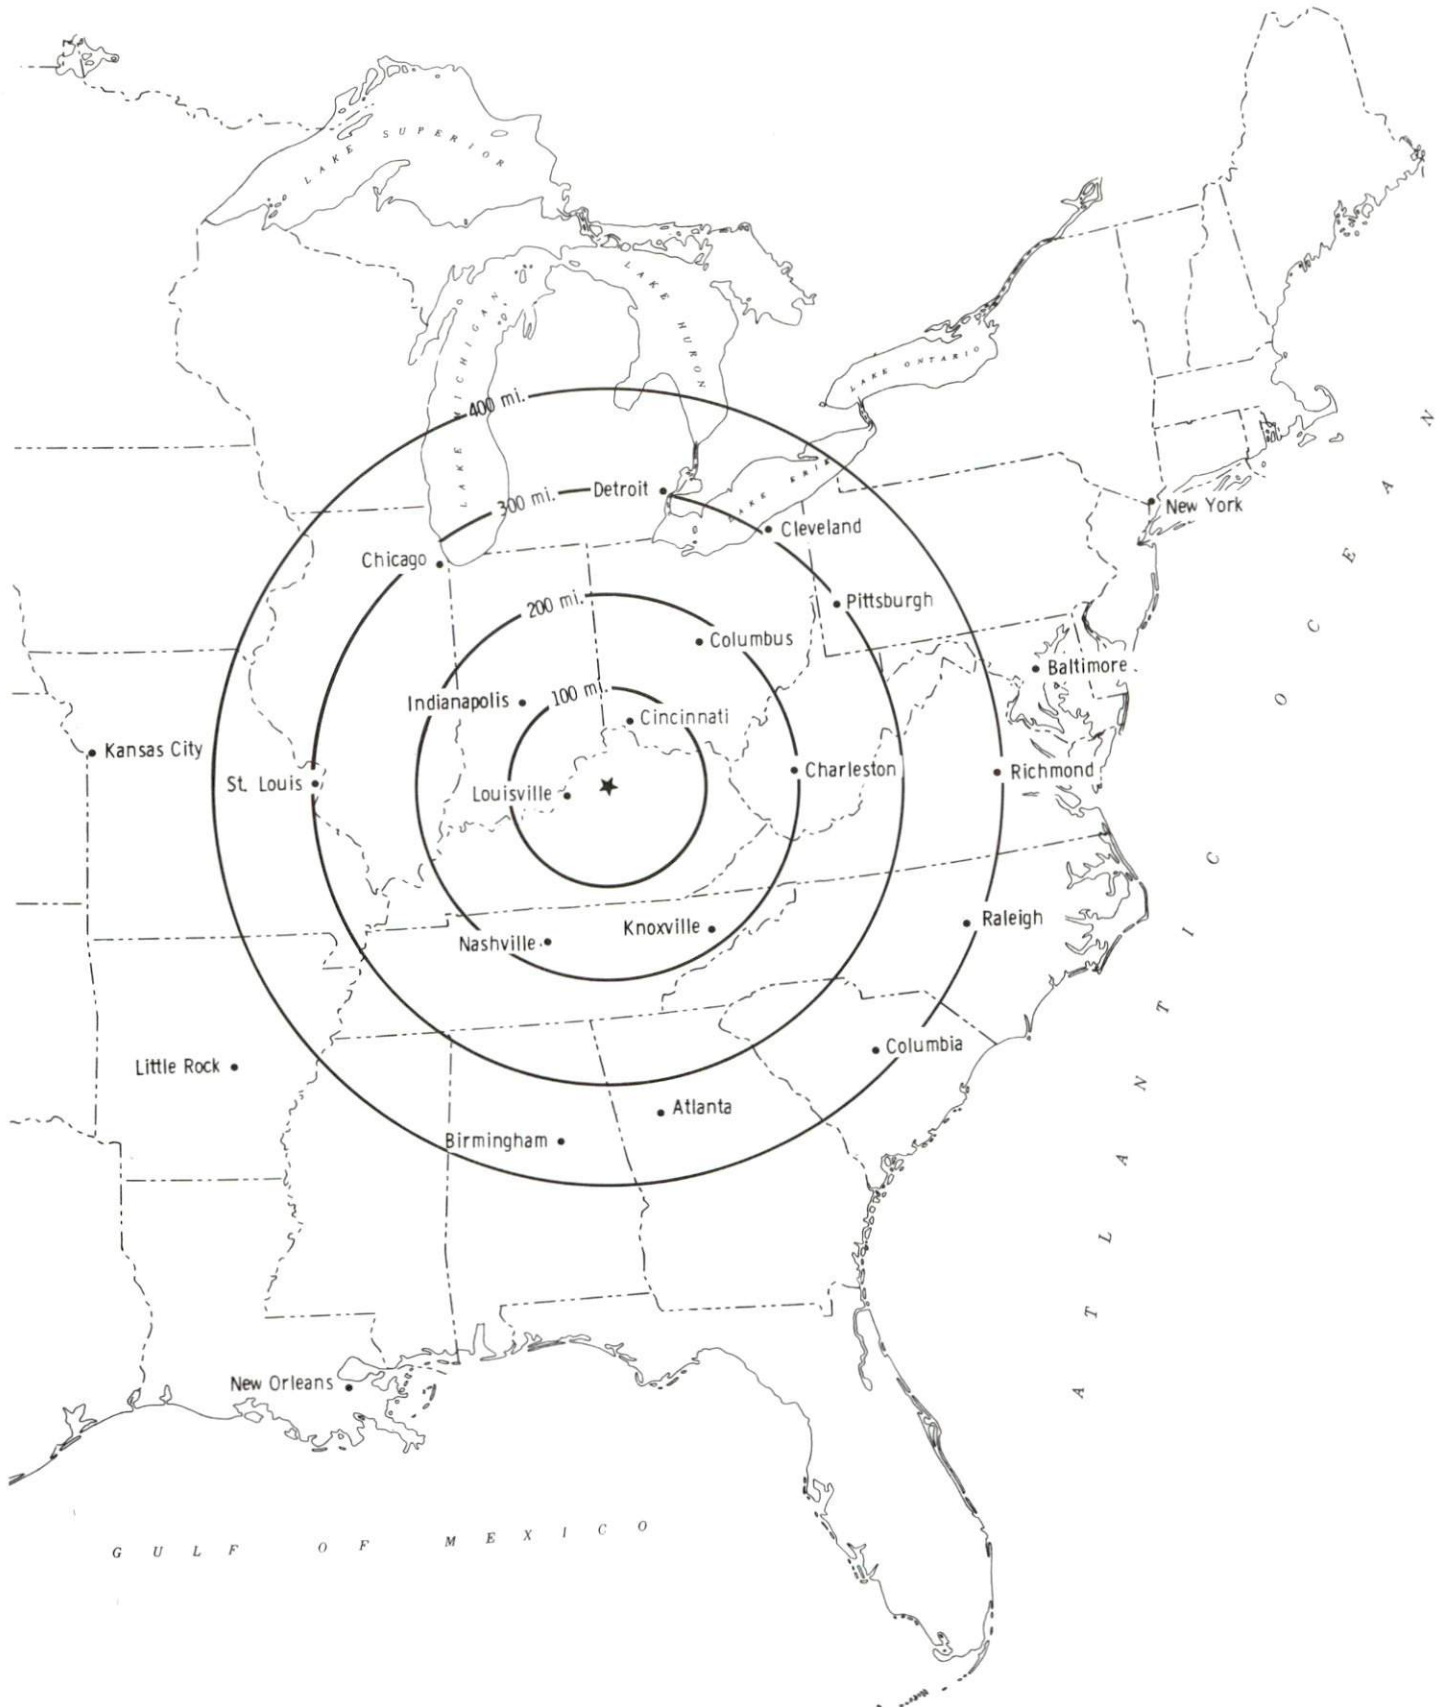 LAKE SUPERIOR
LAKE MICHIGAN
LAKE HURON
LAKE ONTARIO
400 mi.
LAKE ERIE
300 mi.
Detroit
New York
Cleveland
Chicago
200 mi.
Pittsburgh
Columbus
Baltimore
100 mi.
Indianapolis
Cincinnati
Kansas City
St. Louis
Louisville
Charleston
Richmond
Raleigh
Knoxville
Nashville
Columbia
Little Rock
Atlanta
Birmingham
New Orleans
ATLANTIC OCEAN
GULF OF MEXICO